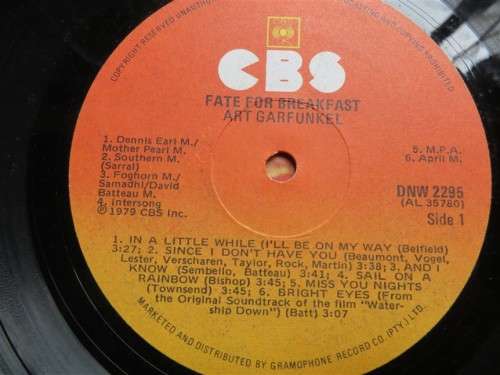 COPYRIGHT RESERVED UNAUTHO
COPYING PROHIBITED
CBS
FATE FOR BREAKFAST
ART GARFUNKEL
1. Dennis Earl M./
Mother Pearl M.
2. Southern M.
(Sarral)
3. Foghorn M./
Samadhi/David
Batteau M.
4. Intersong
℗ 1979 CBS Inc.
5. M.P.A.
6. April M.
DNW 2295
(AL 35780)
Side 1
1. IN A LITTLE WHILE (I'LL BE ON MY WAY (Belfield)
3:27; 2. SINCE I DON'T HAVE YOU (Beaumont, Vogel,
Lester, Verscharen, Taylor, Rock, Martin) 3:38; 3. AND I
KNOW (Sembello, Batteau) 3:41; 4. SAIL ON A
RAINBOW (Bishop) 3:45; 5. MISS YOU NIGHTS
(Townsend) 3:45; 6. BRIGHT EYES (From
the Original Soundtrack of the film "Water-
ship Down") (Batt) 3:07
MARKETED AND DISTRIBUTED BY GRAMOPHONE RECORD CO. (PTY.) LTD.